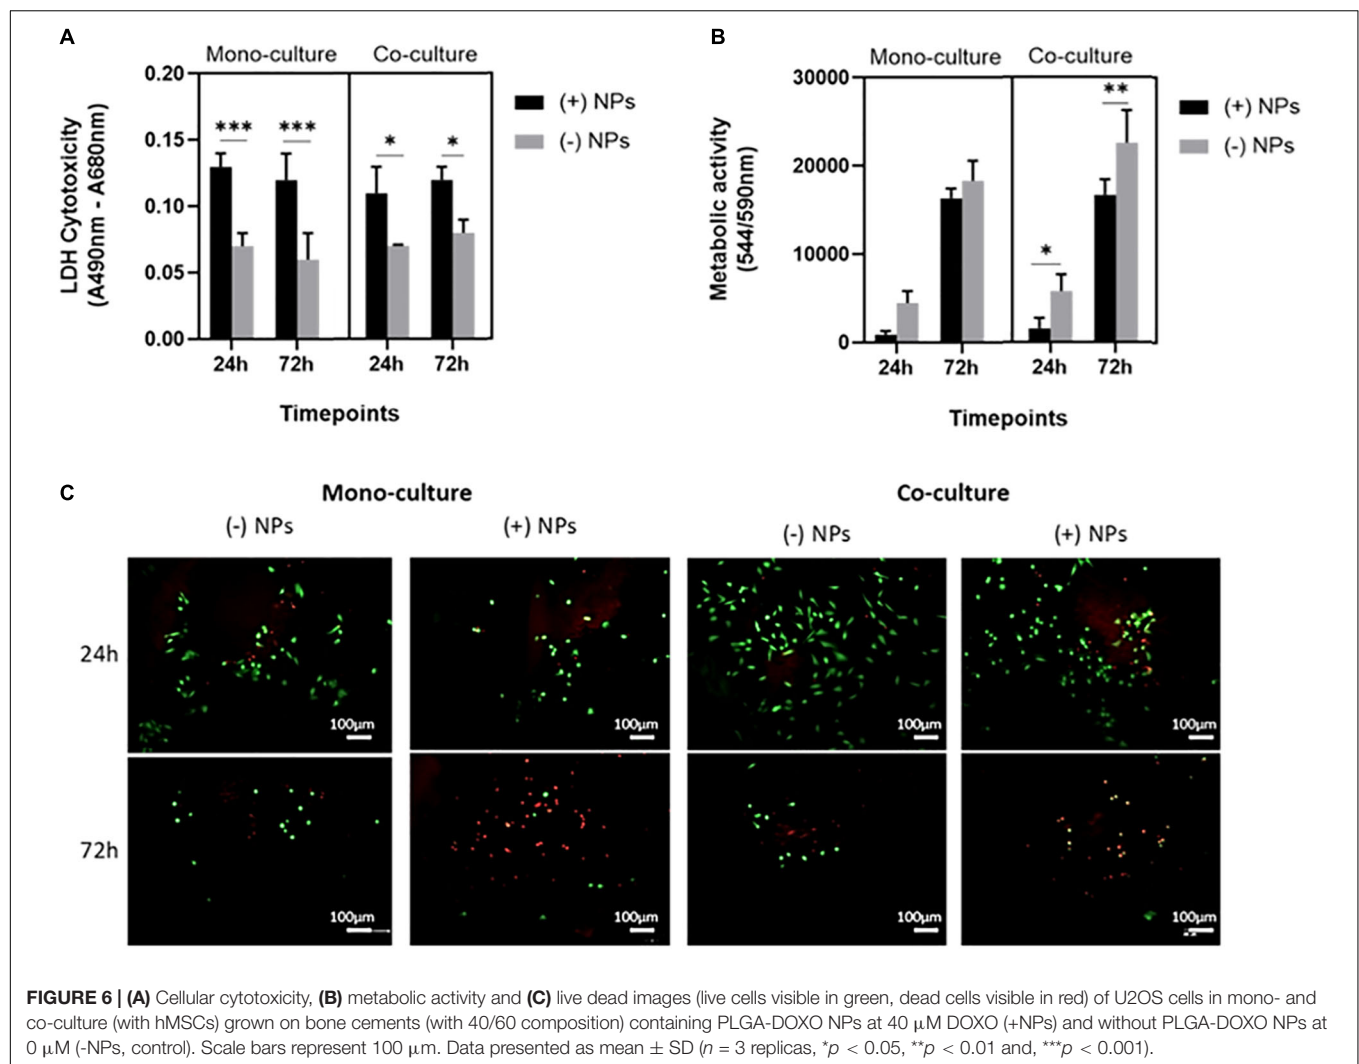 A
Mono-culture Co-culture
LDH Cytotoxicity
(A490nm - A680nm)
0.20
0.15
0.10
0.05
0.00
*** *** * *
24h 72h 24h 72h
Timepoints
(+) NPs
(-) NPs
B
Mono-culture Co-culture
Metabolic activity
(544/590nm)
30000
20000
10000
0
* **
24h 72h 24h 72h
Timepoints
(+) NPs
(-) NPs
C
Mono-culture Co-culture
(-) NPs (+) NPs (-) NPs (+) NPs
24h
100µm 100µm 100µm 100µm
72h
100µm 100µm 100µm 100µm
FIGURE 6 | (A) Cellular cytotoxicity, (B) metabolic activity and (C) live dead images (live cells visible in green, dead cells visible in red) of U2OS cells in mono- and
co-culture (with hMSCs) grown on bone cements (with 40/60 composition) containing PLGA-DOXO NPs at 40 µM DOXO (+NPs) and without PLGA-DOXO NPs at
0 µM (-NPs, control). Scale bars represent 100 µm. Data presented as mean ± SD (n = 3 replicas, *p < 0.05, **p < 0.01 and, ***p < 0.001).